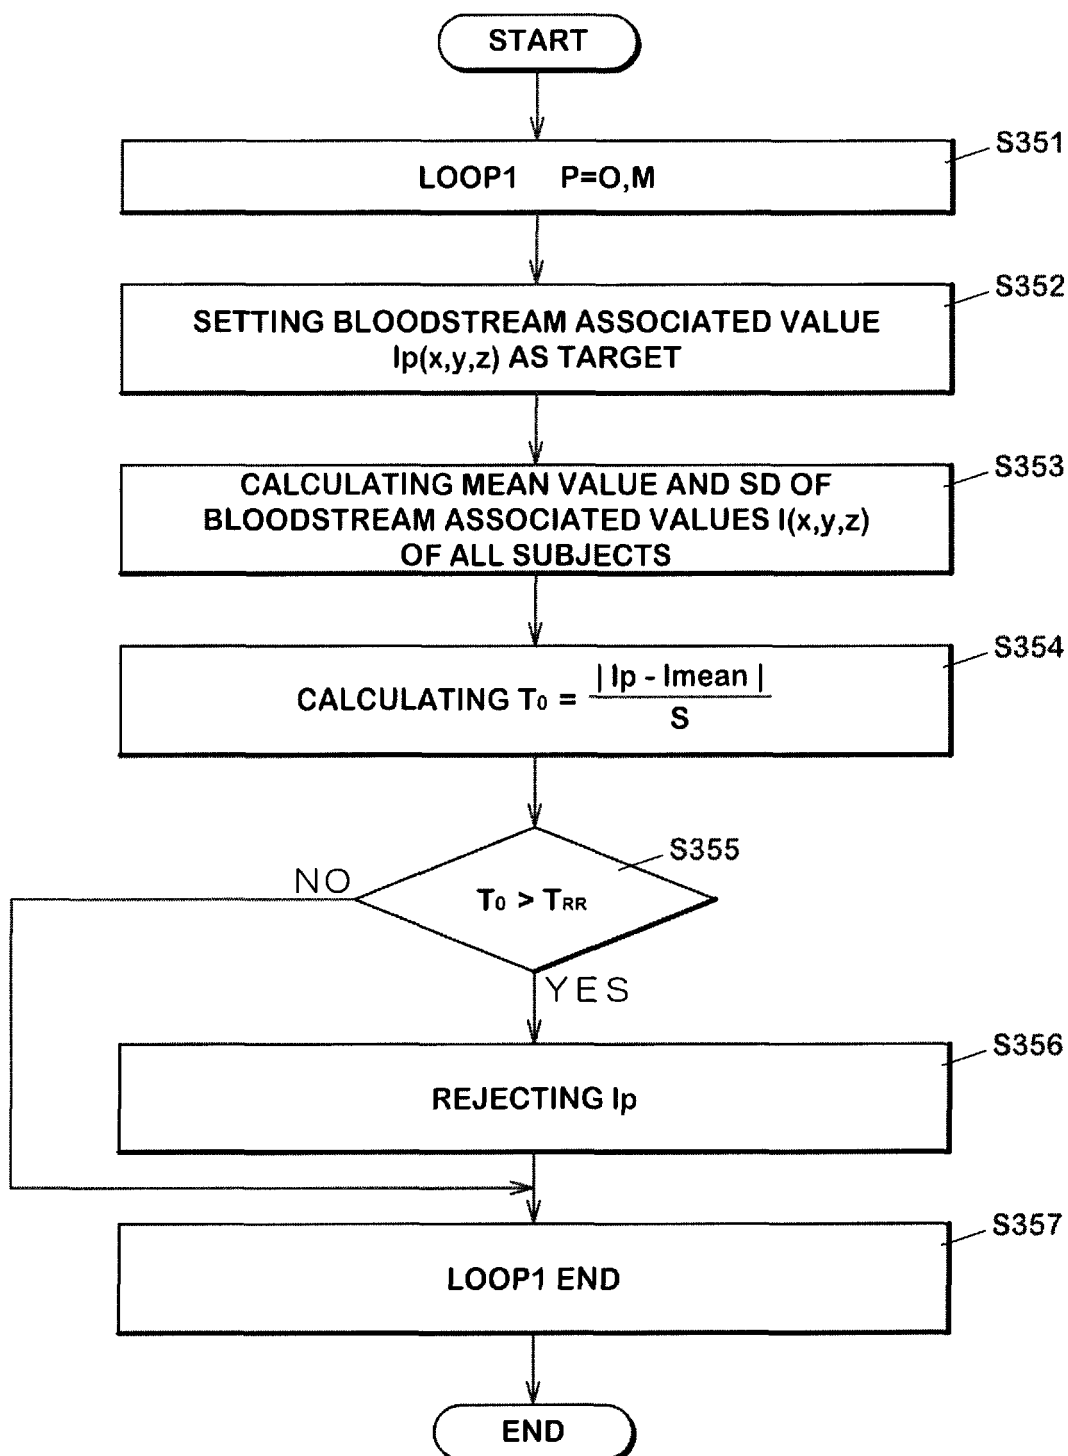 START
S351
LOOP1 P=O,M
S352
SETTING BLOODSTREAM ASSOCIATED VALUE
Ip(x,y,z) AS TARGET
S353
CALCULATING MEAN VALUE AND SD OF
BLOODSTREAM ASSOCIATED VALUES I(x,y,z)
OF ALL SUBJECTS
S354
CALCULATING T0 = | Ip - Imean | / S
S355
NO
T0 > TRR
YES
S356
REJECTING Ip
S357
LOOP1 END
END